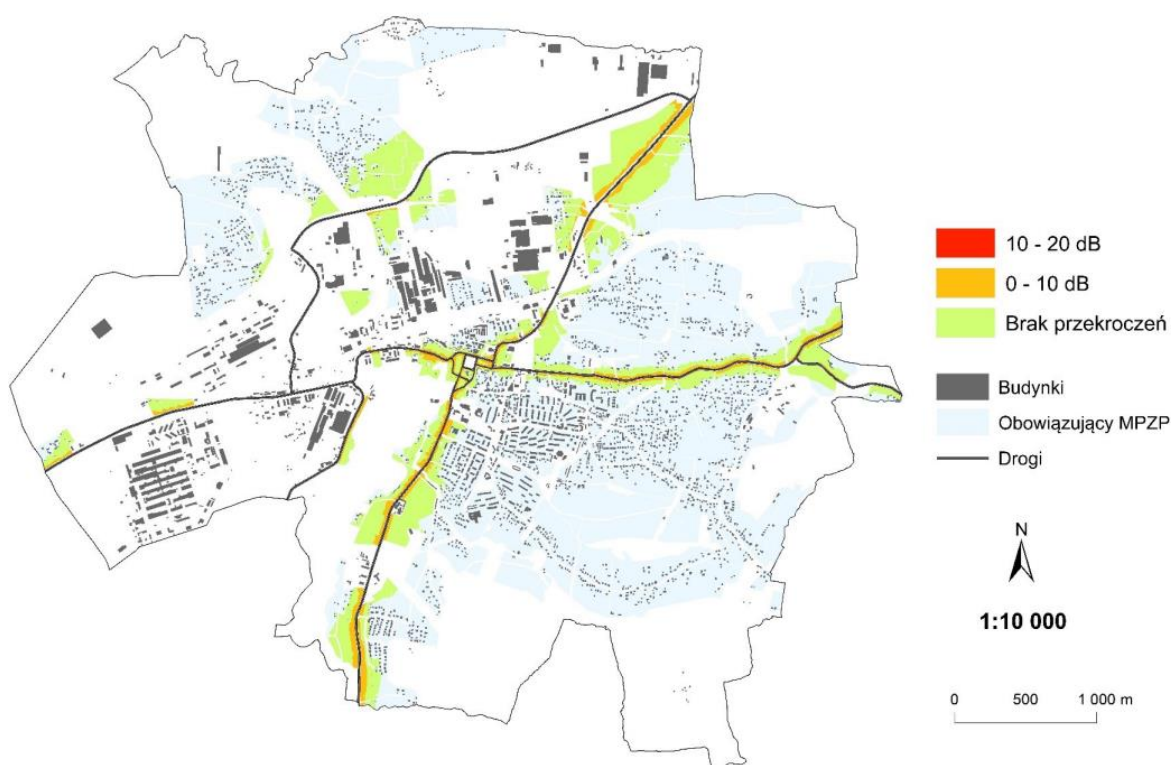 10 - 20 dB
0 - 10 dB
Brak przekroczeń
Budynki
Obowiązujący MPZP
Drogi
N
1:10 000
0 500 1 000 m